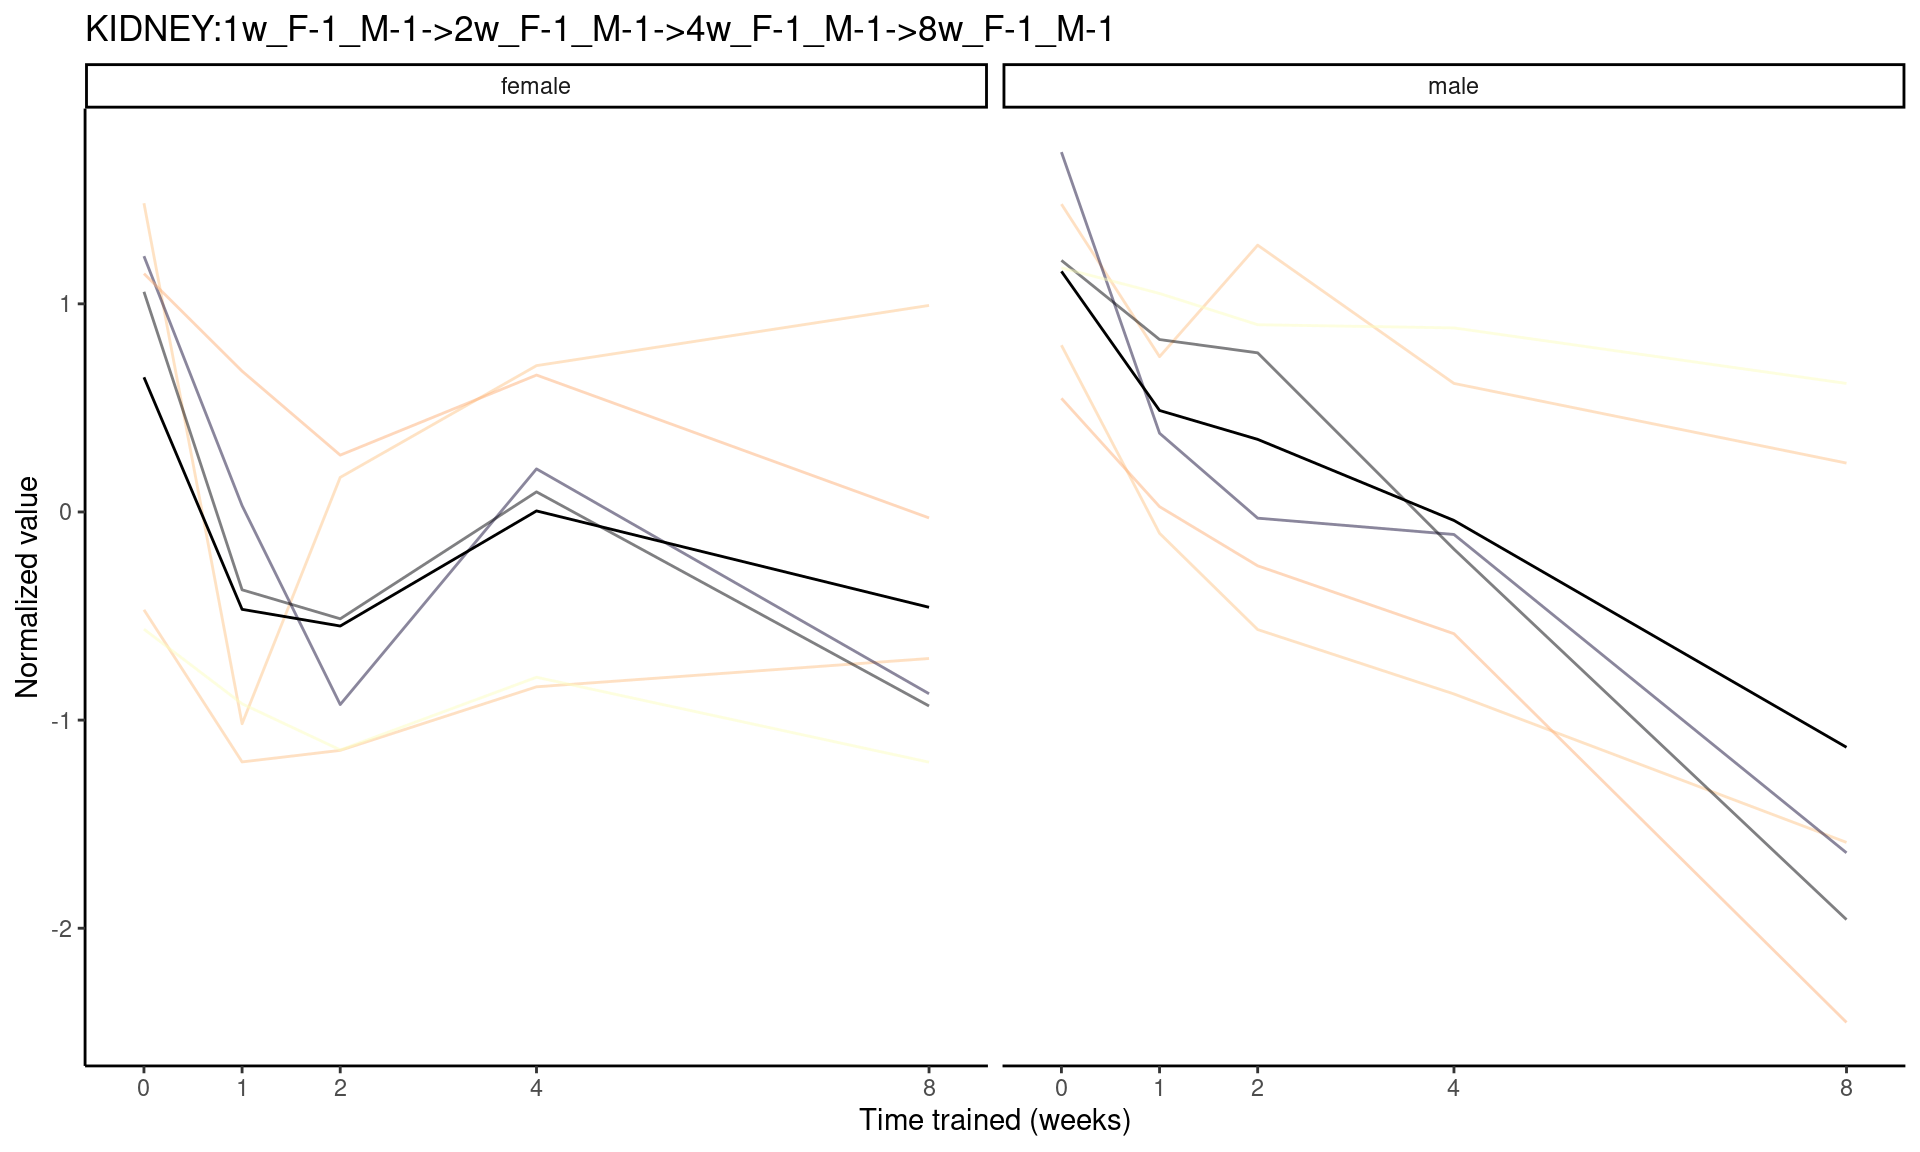 KIDNEY:1w_F-1_M-1->2w_F-1_M-1->4w_F-1_M-1->8w_F-1_M-1
female
male
Normalized value
1
0
-1
-2
0 1 2 4 8
0 1 2 4 8
Time trained (weeks)